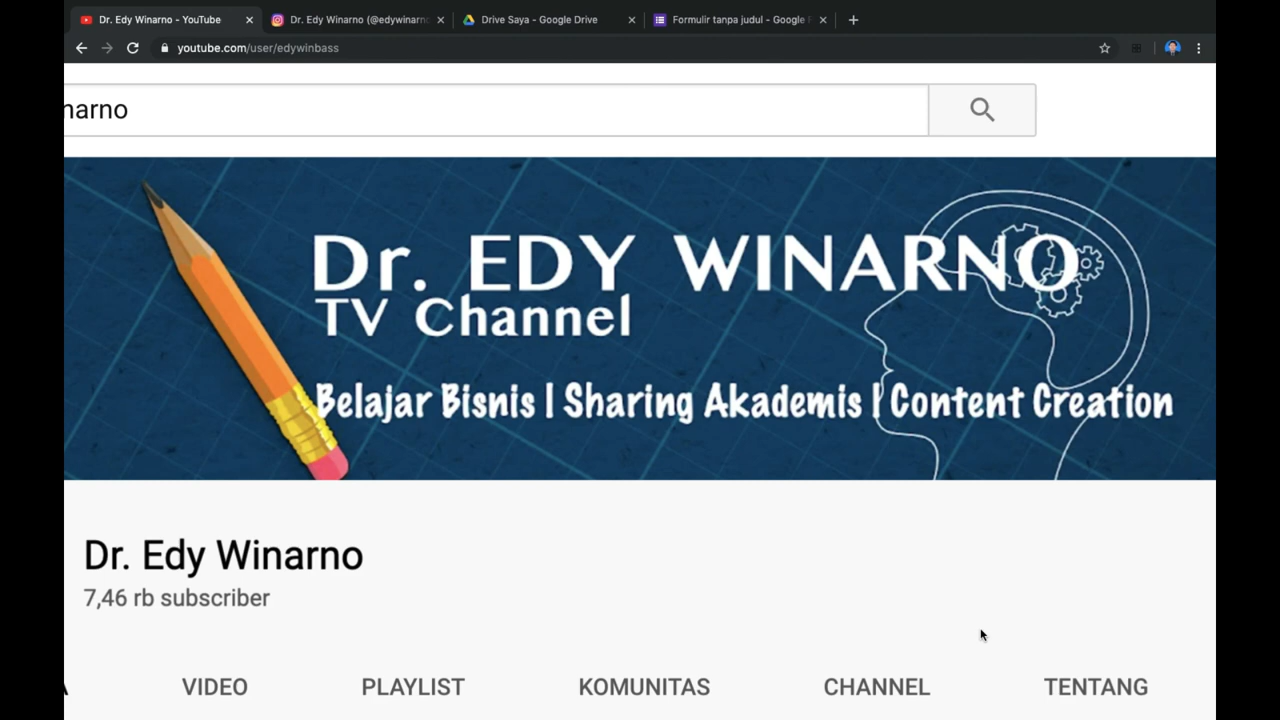 Dr. Edy Winarno - YouTube
Dr. Edy Winarno (@edywinarno
Drive Saya - Google Drive
Formulir tanpa judul - Google F
youtube.com/user/edywinbass
narno
Dr. EDY WINARNO
TV Channel
Belajar Bisnis | Sharing Akademis | Content Creation
Dr. Edy Winarno
7,46 rb subscriber
A VIDEO PLAYLIST KOMUNITAS CHANNEL TENTANG